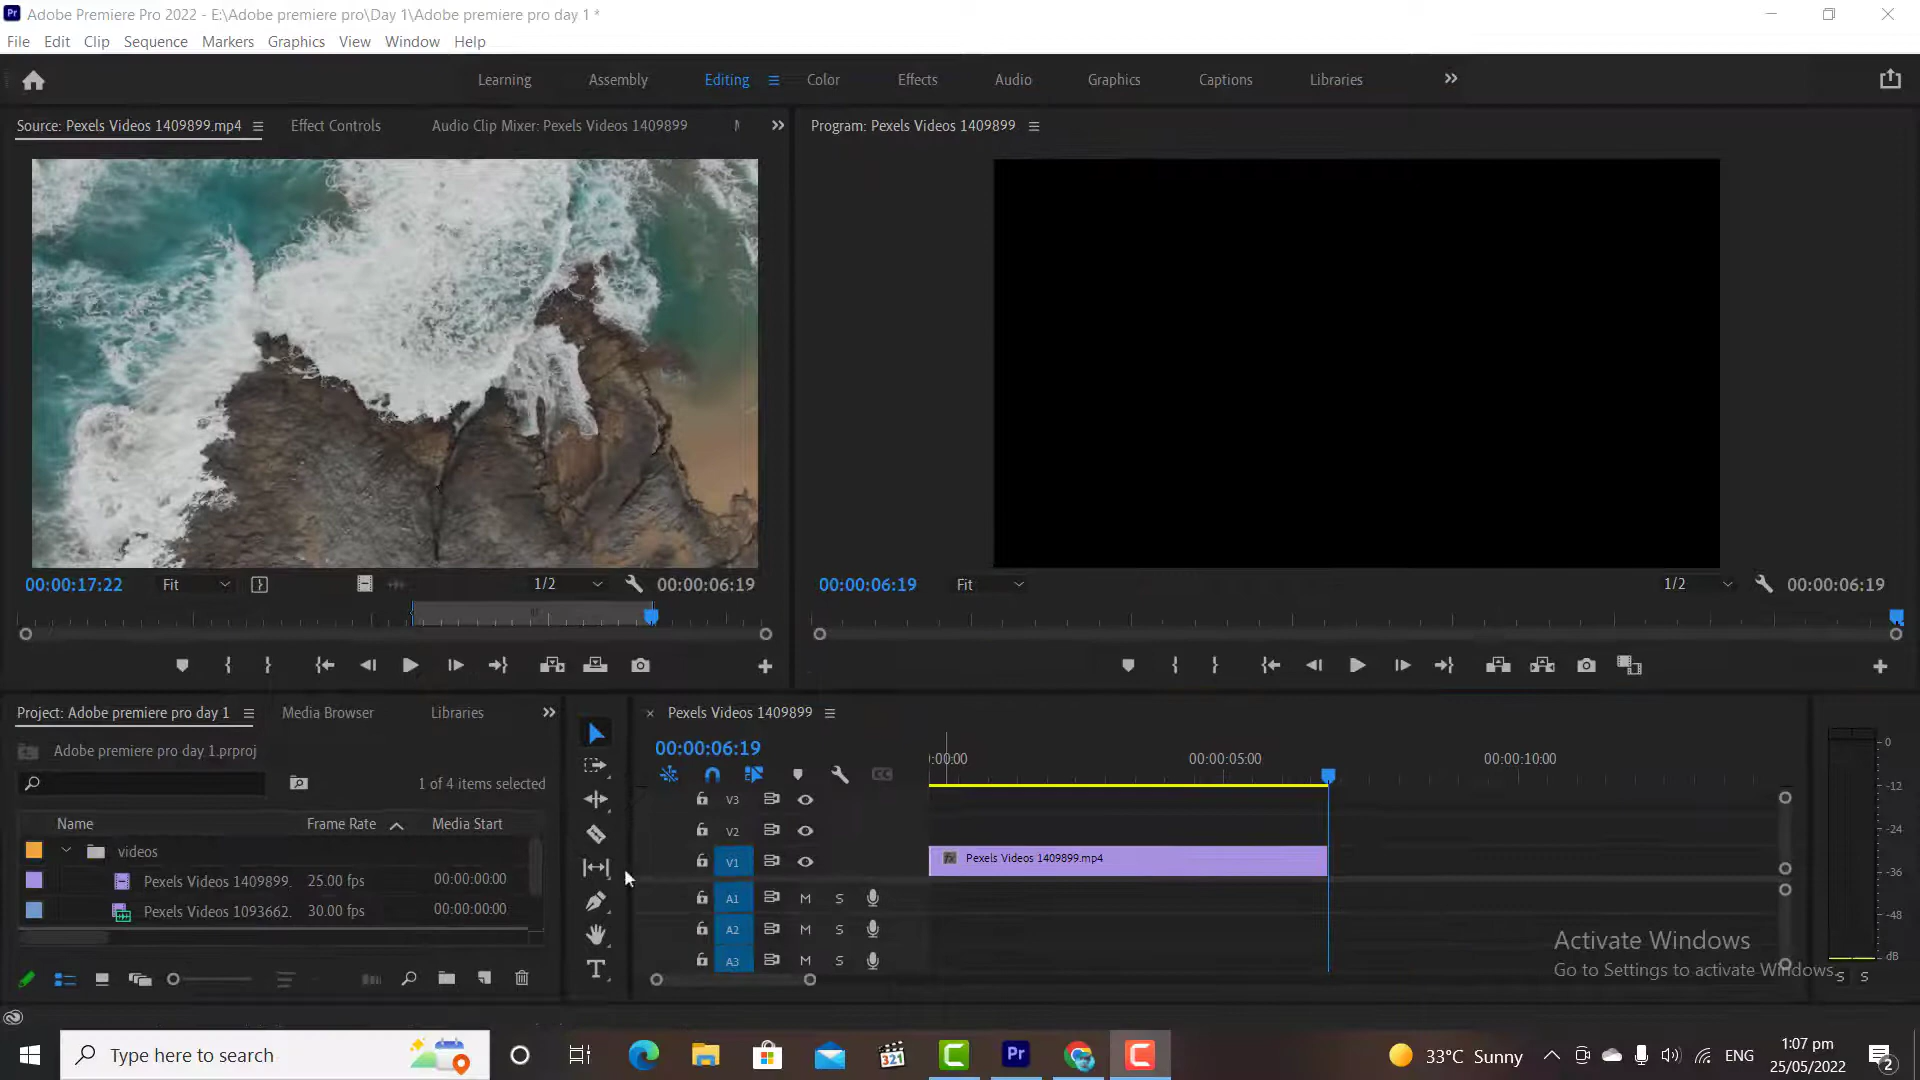 Adobe Premiere Pro 2022 - E:\Adobe premiere pro\Day 1\Adobe premiere pro day 1 *
File Edit Clip Sequence Markers Graphics View Window Help
Learning Assembly Editing Color Effects Audio Graphics Captions Libraries
Source: Pexels Videos 1409899.mp4 Effect Controls Audio Clip Mixer: Pexels Videos 1409899
Program: Pexels Videos 1409899
00:00:17:22 Fit 1/2 00:00:06:19
00:00:06:19 Fit 1/2 00:00:06:19
Project: Adobe premiere pro day 1 Media Browser Libraries
Adobe premiere pro day 1.prproj
1 of 4 items selected
Name Frame Rate Media Start
videos
Pexels Videos 1409899. 25.00 fps 00:00:00:00
Pexels Videos 1093662. 30.00 fps 00:00:00:00
Pexels Videos 1409899
00:00:06:19
:00:00 00:00:05:00 00:00:10:00
V3
V2
V1 fx Pexels Videos 1409899.mp4
A1 M S
A2 M S
A3 M S
0
-12
-24
-36
-48
dB
S S
Activate Windows
Go to Settings to activate Windows.
Type here to search
321
Pr
33°C Sunny
ENG
1:07 pm
25/05/2022
2